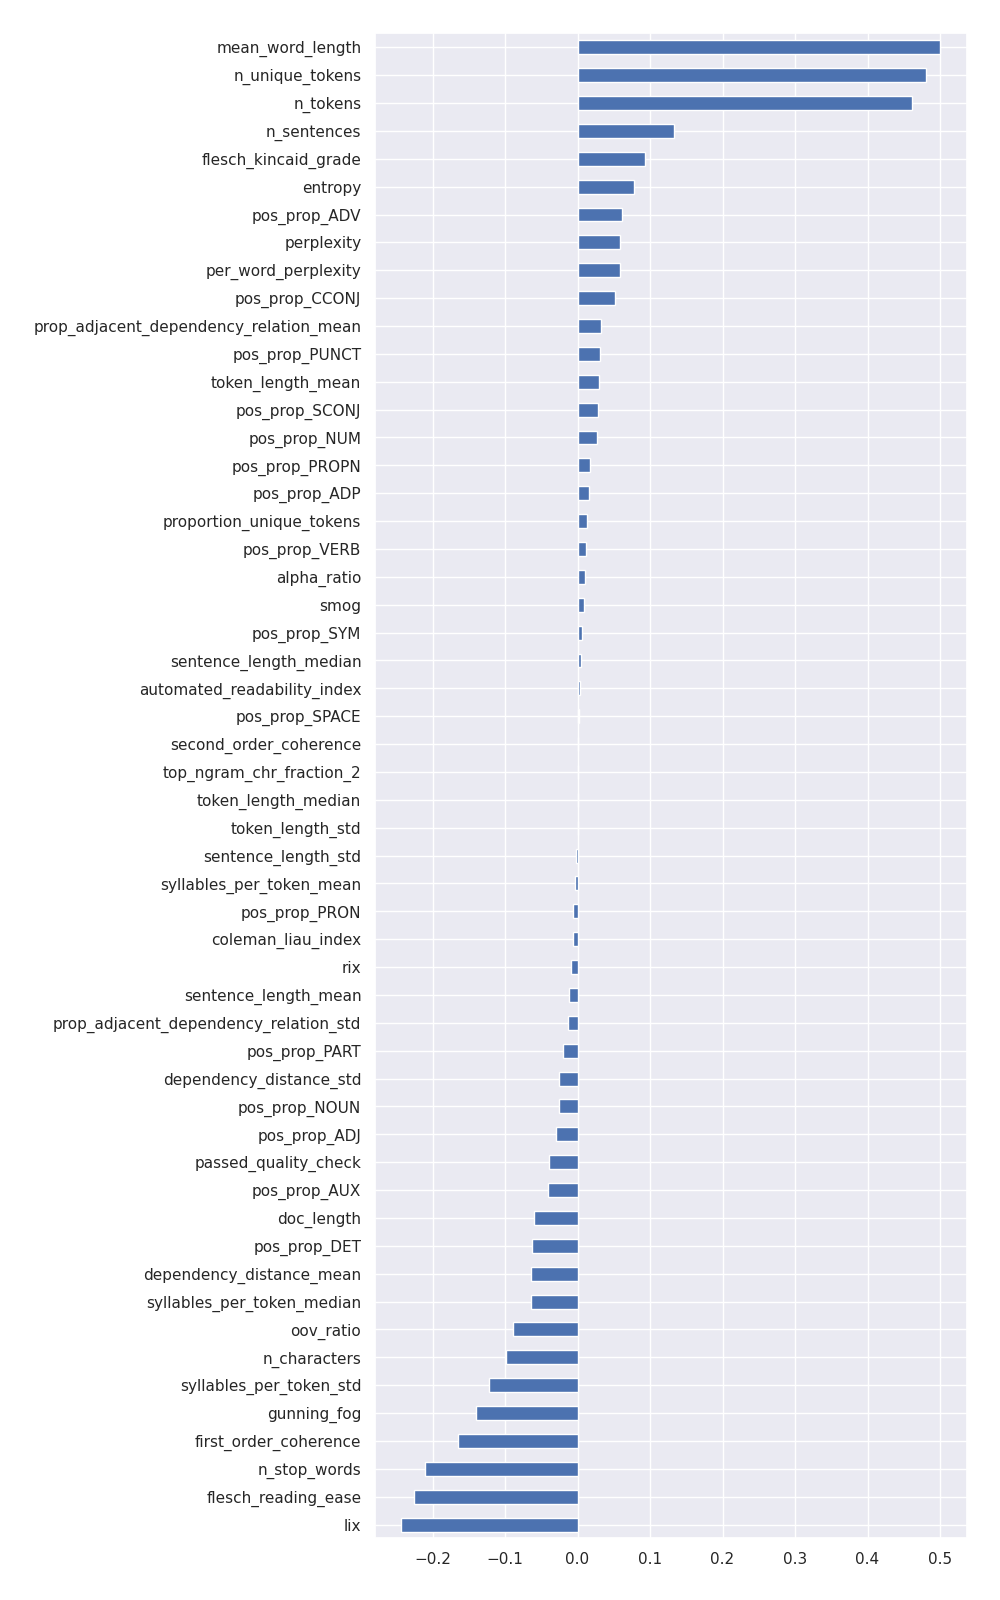 mean_word_length
n_unique_tokens
n_tokens
n_sentences
flesch_kincaid_grade
entropy
pos_prop_ADV
perplexity
per_word_perplexity
pos_prop_CCONJ
prop_adjacent_dependency_relation_mean
pos_prop_PUNCT
token_length_mean
pos_prop_SCONJ
pos_prop_NUM
pos_prop_PROPN
pos_prop_ADP
proportion_unique_tokens
pos_prop_VERB
alpha_ratio
smog
pos_prop_SYM
sentence_length_median
automated_readability_index
pos_prop_SPACE
second_order_coherence
top_ngram_chr_fraction_2
token_length_median
token_length_std
sentence_length_std
syllables_per_token_mean
pos_prop_PRON
coleman_liau_index
rix
sentence_length_mean
prop_adjacent_dependency_relation_std
pos_prop_PART
dependency_distance_std
pos_prop_NOUN
pos_prop_ADJ
passed_quality_check
pos_prop_AUX
doc_length
pos_prop_DET
dependency_distance_mean
syllables_per_token_median
oov_ratio
n_characters
syllables_per_token_std
gunning_fog
first_order_coherence
n_stop_words
flesch_reading_ease
lix
−0.2 −0.1 0.0 0.1 0.2 0.3 0.4 0.5